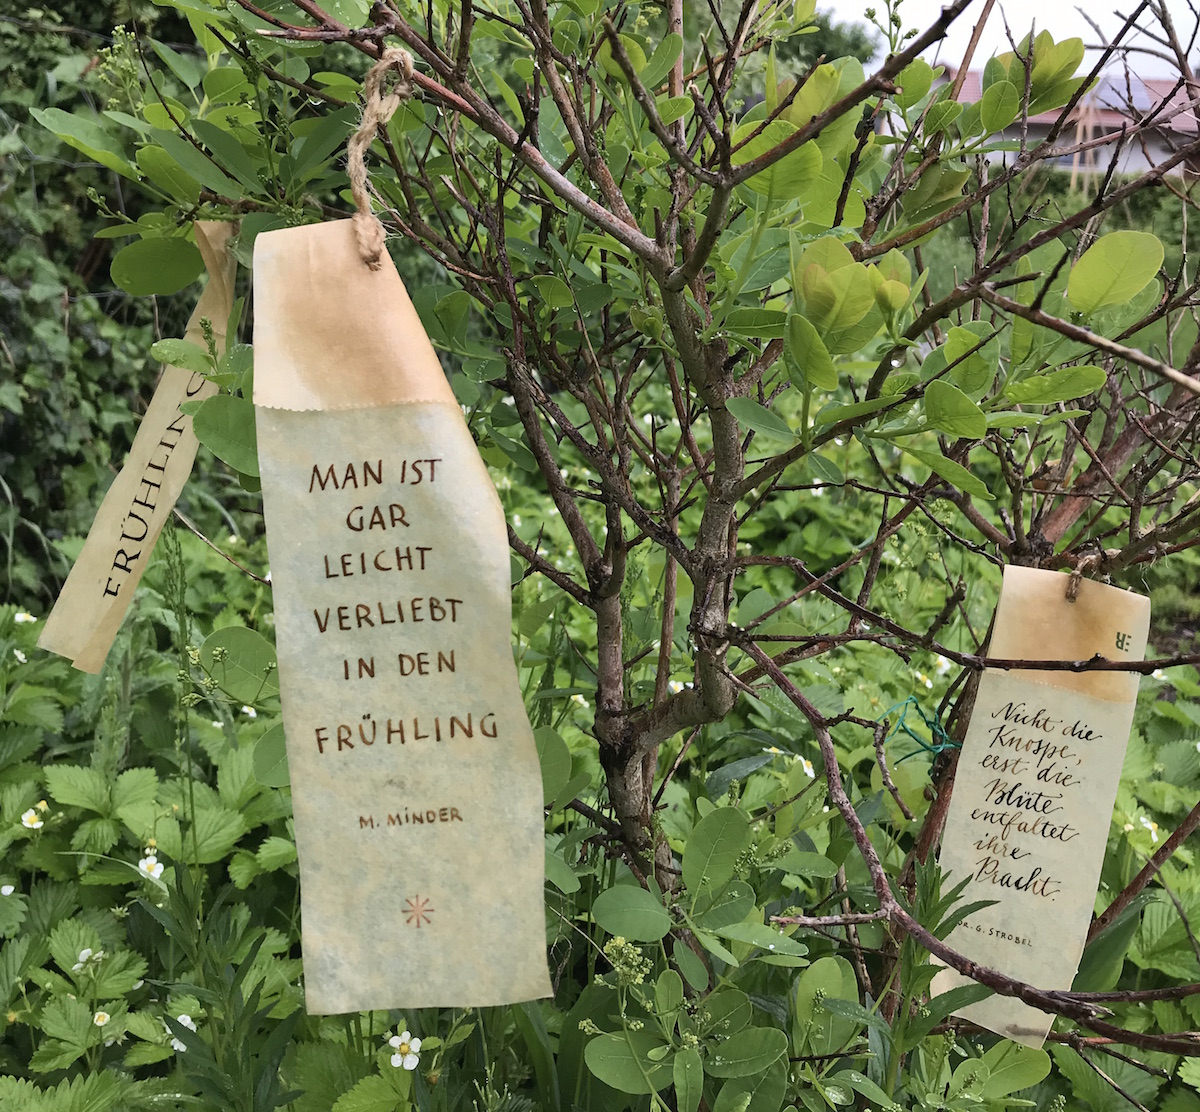 FRÜHLING
MAN IST
GAR
LEICHT
VERLIEBT
IN DEN
FRÜHLING
M. MINDER
Nicht die
Knospe,
erst die
Blüte
entfaltet
ihre
Pracht.
DR. G. STROBEL